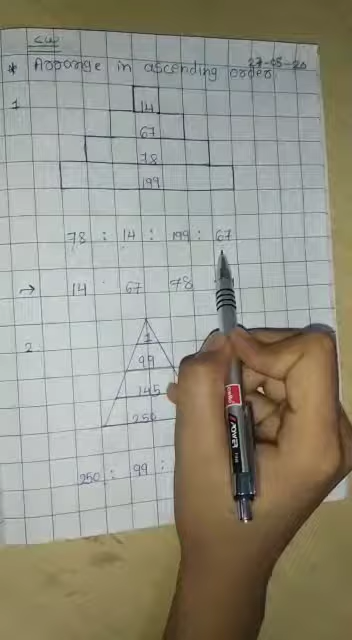 CW
27-05-20
* Arrange in ascending order
1
14
67
78
199
78 : 14 : 199 : 67
→ 14 67 78
2.
1
99
145
250
250 : 99 :
POWER